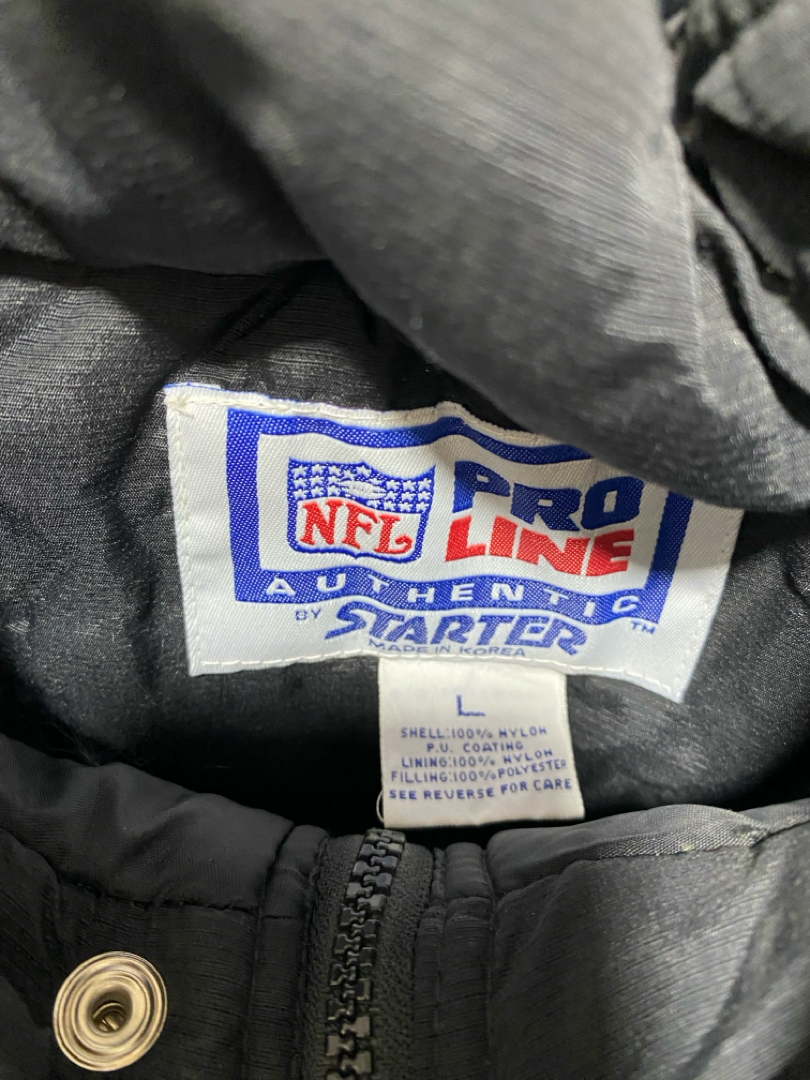 NFL
PRO
LINE
AUTHENTIC
BY STARTER TM
MADE IN KOREA
L
SHELL:100% NYLON
P.U. COATING
LINING:100% NYLON
FILLING:100% POLYESTER
SEE REVERSE FOR CARE